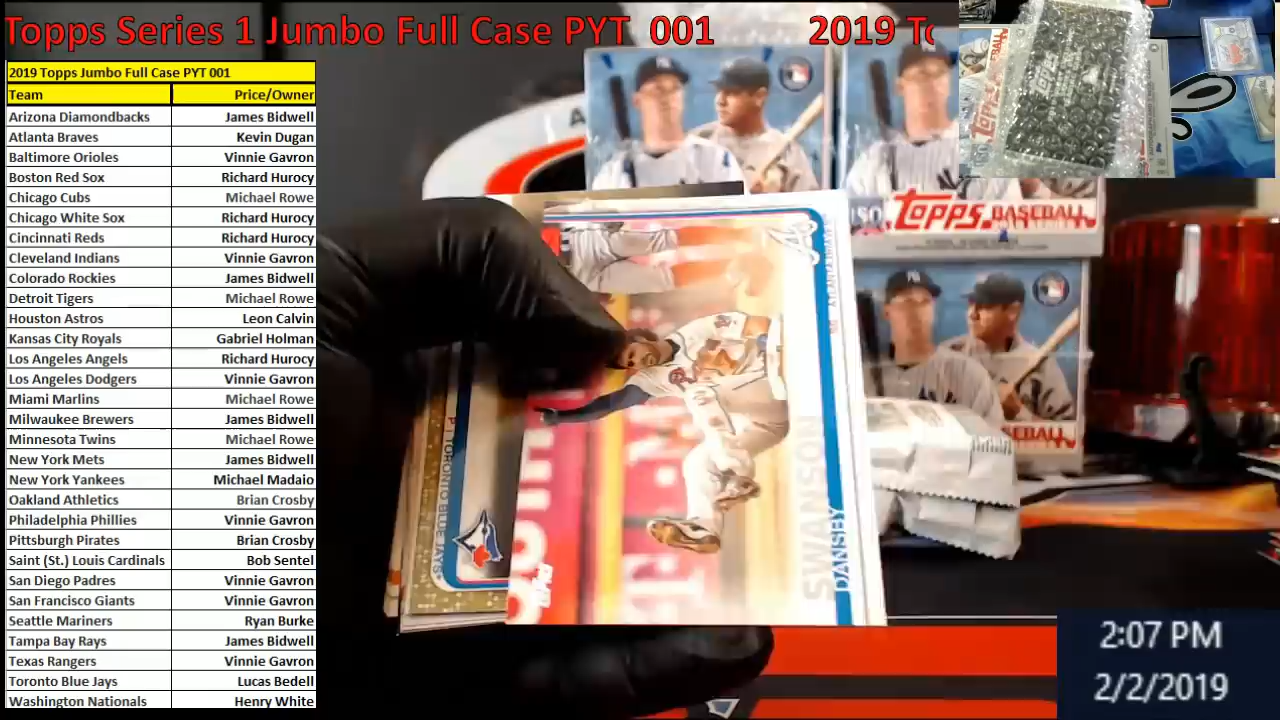 Topps Series 1 Jumbo Full Case PYT 001 2019 To
2019 Topps Jumbo Full Case PYT 001
Team Price/Owner
Arizona Diamondbacks James Bidwell
Atlanta Braves Kevin Dugan
Baltimore Orioles Vinnie Gavron
Boston Red Sox Richard Hurocy
Chicago Cubs Michael Rowe
Chicago White Sox Richard Hurocy
Cincinnati Reds Richard Hurocy
Cleveland Indians Vinnie Gavron
Colorado Rockies James Bidwell
Detroit Tigers Michael Rowe
Houston Astros Leon Calvin
Kansas City Royals Gabriel Holman
Los Angeles Angels Richard Hurocy
Los Angeles Dodgers Vinnie Gavron
Miami Marlins Michael Rowe
Milwaukee Brewers James Bidwell
Minnesota Twins Michael Rowe
New York Mets James Bidwell
New York Yankees Michael Madaio
Oakland Athletics Brian Crosby
Philadelphia Phillies Vinnie Gavron
Pittsburgh Pirates Brian Crosby
Saint (St.) Louis Cardinals Bob Sentel
San Diego Padres Vinnie Gavron
San Francisco Giants Vinnie Gavron
Seattle Mariners Ryan Burke
Tampa Bay Rays James Bidwell
Texas Rangers Vinnie Gavron
Toronto Blue Jays Lucas Bedell
Washington Nationals Henry White
DANSBY
SWANSON
ATLANTA BRAVES
TORONTO BLUE JAYS
topps
150 Topps BASEBALL
BASEBALL
TOPPS
2:07 PM
2/2/2019